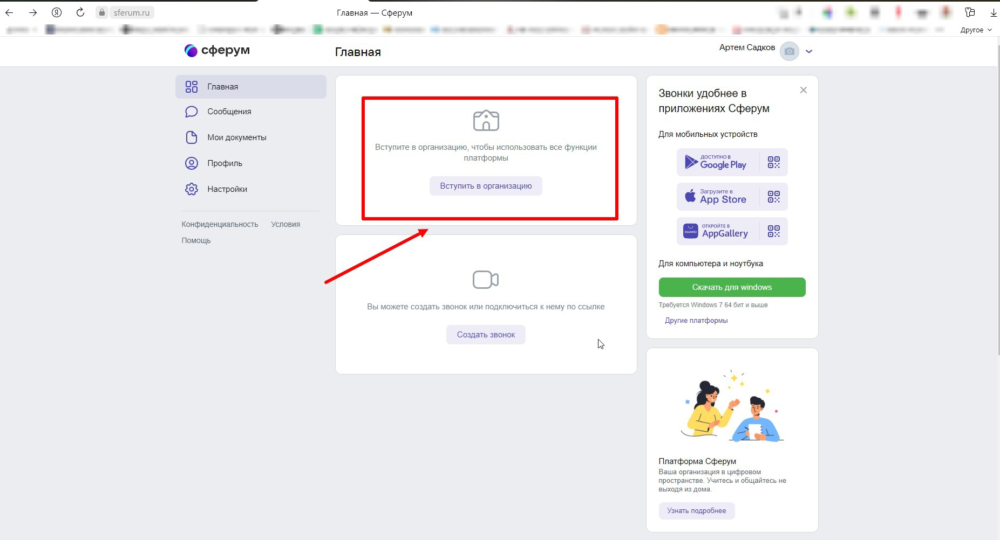 sferum.ru
Главная — Сферум
Другое
сферум
Главная
Артем Садков
Главная
Сообщения
Мои документы
Профиль
Настройки
Конфиденциальность Условия
Помощь
Вступите в организацию, чтобы использовать все функции
платформы
Вступить в организацию
Вы можете создать звонок или подключиться к нему по ссылке
Создать звонок
Звонки удобнее в
приложениях Сферум
Для мобильных устройств
ДОСТУПНО В
Google Play
Загрузите в
App Store
HUAWEI
ОТКРОЙТЕ В
AppGallery
Для компьютера и ноутбука
Скачать для windows
Требуется Windows 7 64 бит и выше
Другие платформы
Платформа Сферум
Ваша организация в цифровом
пространстве. Учитесь и общайтесь не
выходя из дома.
Узнать подробнее